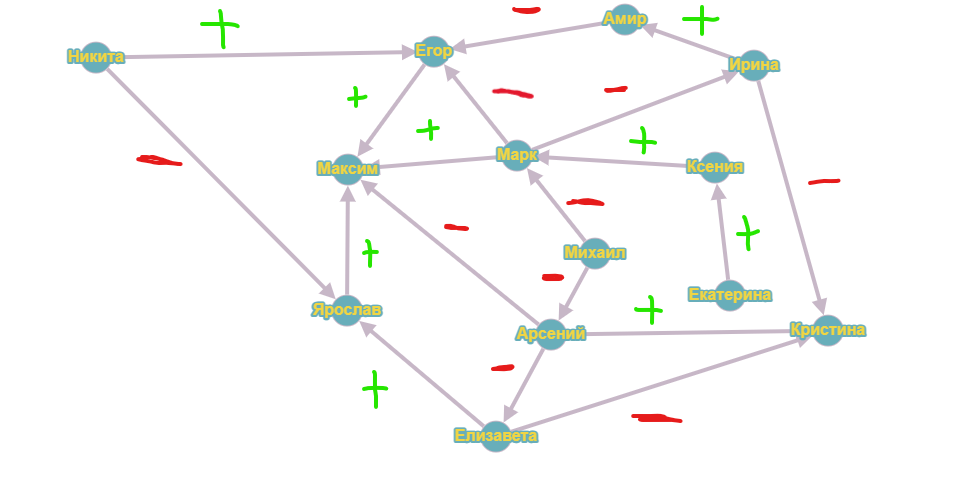 Амир
Никита
Егор
Ирина
Марк
Максим
Ксения
Михаил
Екатерина
Ярослав
Арсений
Кристина
Елизавета